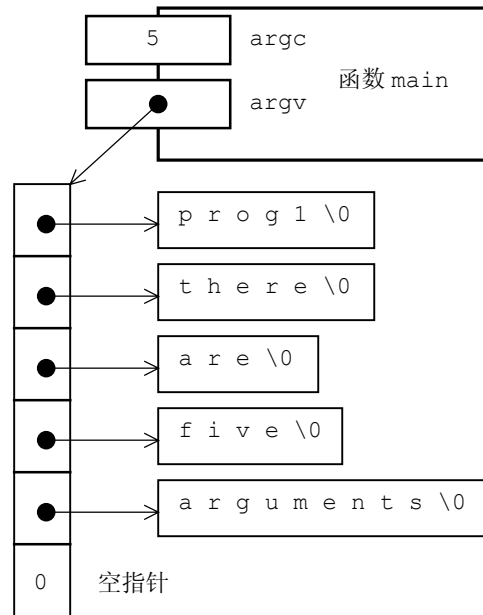 5 argc
函数 main
argv
p r o g 1 \0
t h e r e \0
a r e \0
f i v e \0
a r g u m e n t s \0
0 空指针